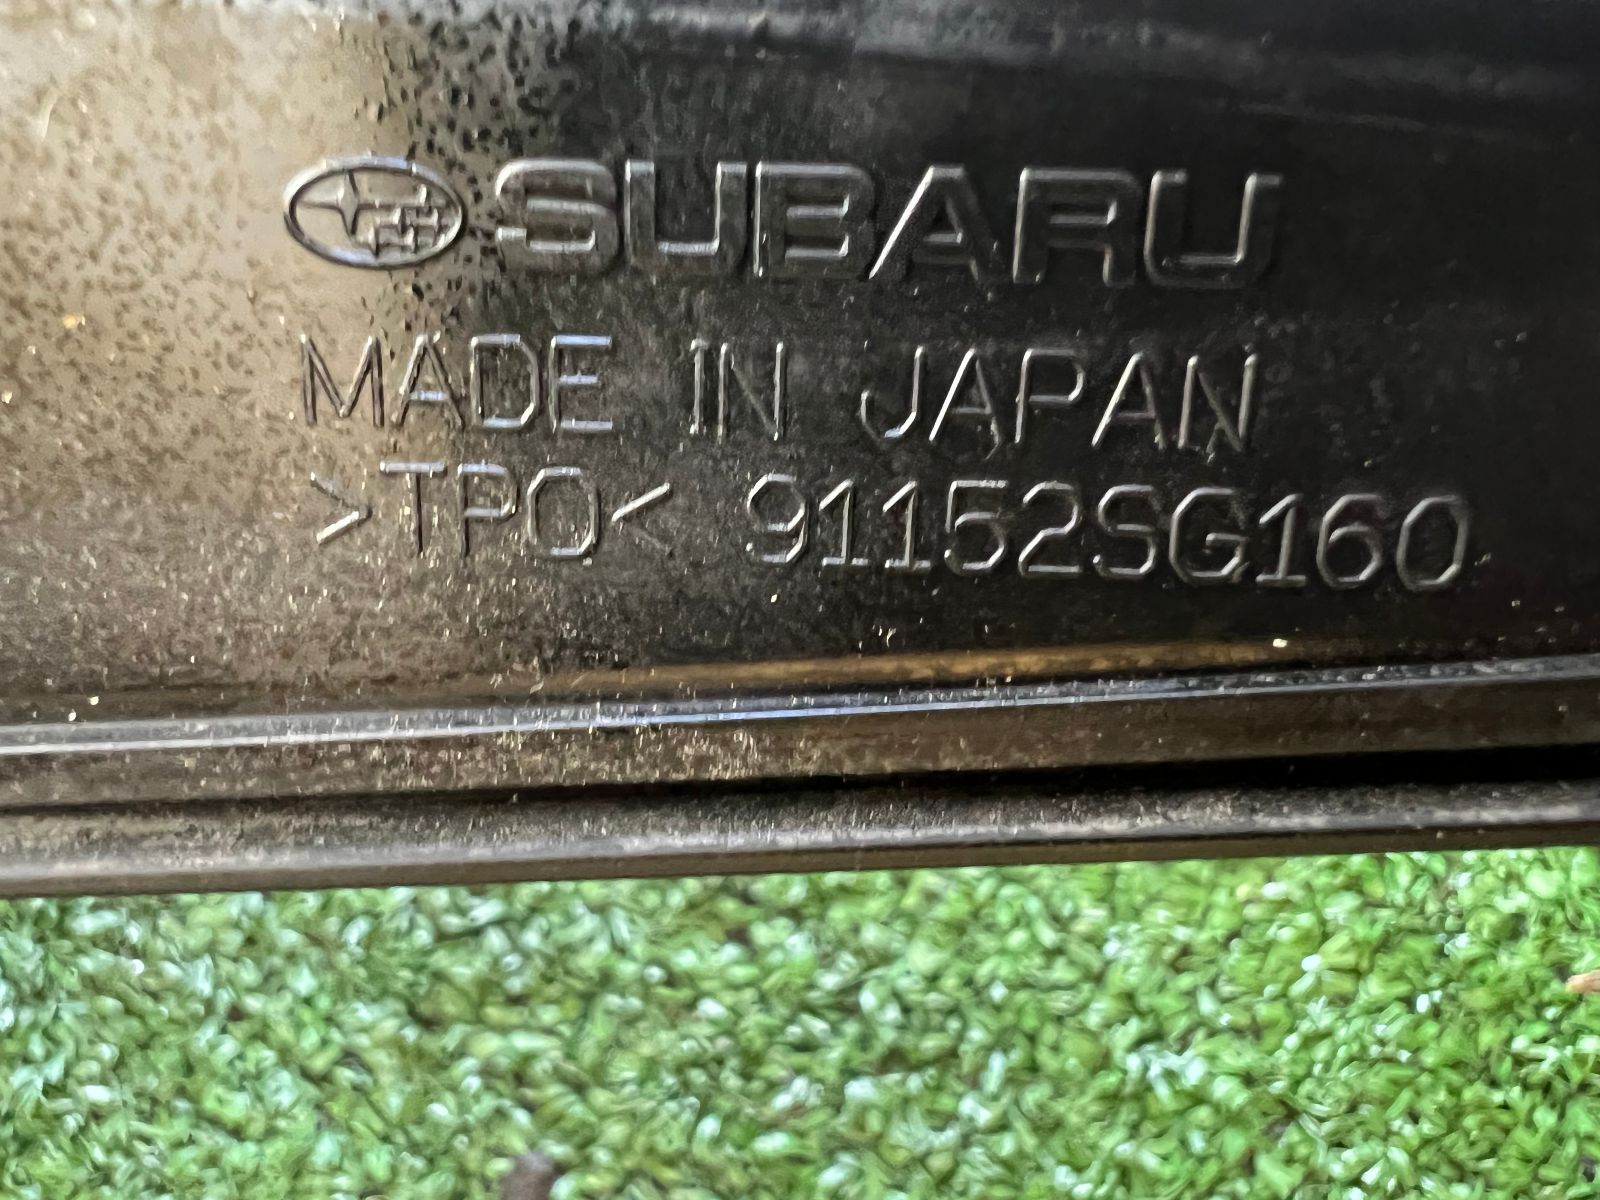 SUBARU
MADE IN JAPAN
>TPO< 91152SG160